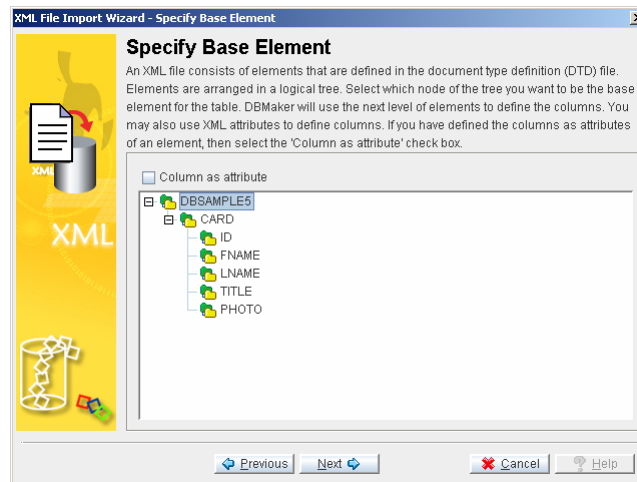 XML File Import Wizard - Specify Base Element
Specify Base Element
An XML file consists of elements that are defined in the document type definition (DTD) file.
Elements are arranged in a logical tree. Select which node of the tree you want to be the base
element for the table. DBMaker will use the next level of elements to define the columns. You
may also use XML attributes to define columns. If you have defined the columns as attributes
of an element, then select the 'Column as attribute' check box.
Column as attribute
DBSAMPLE5
CARD
ID
FNAME
LNAME
TITLE
PHOTO
XML
XML
Previous
Next
Cancel
Help